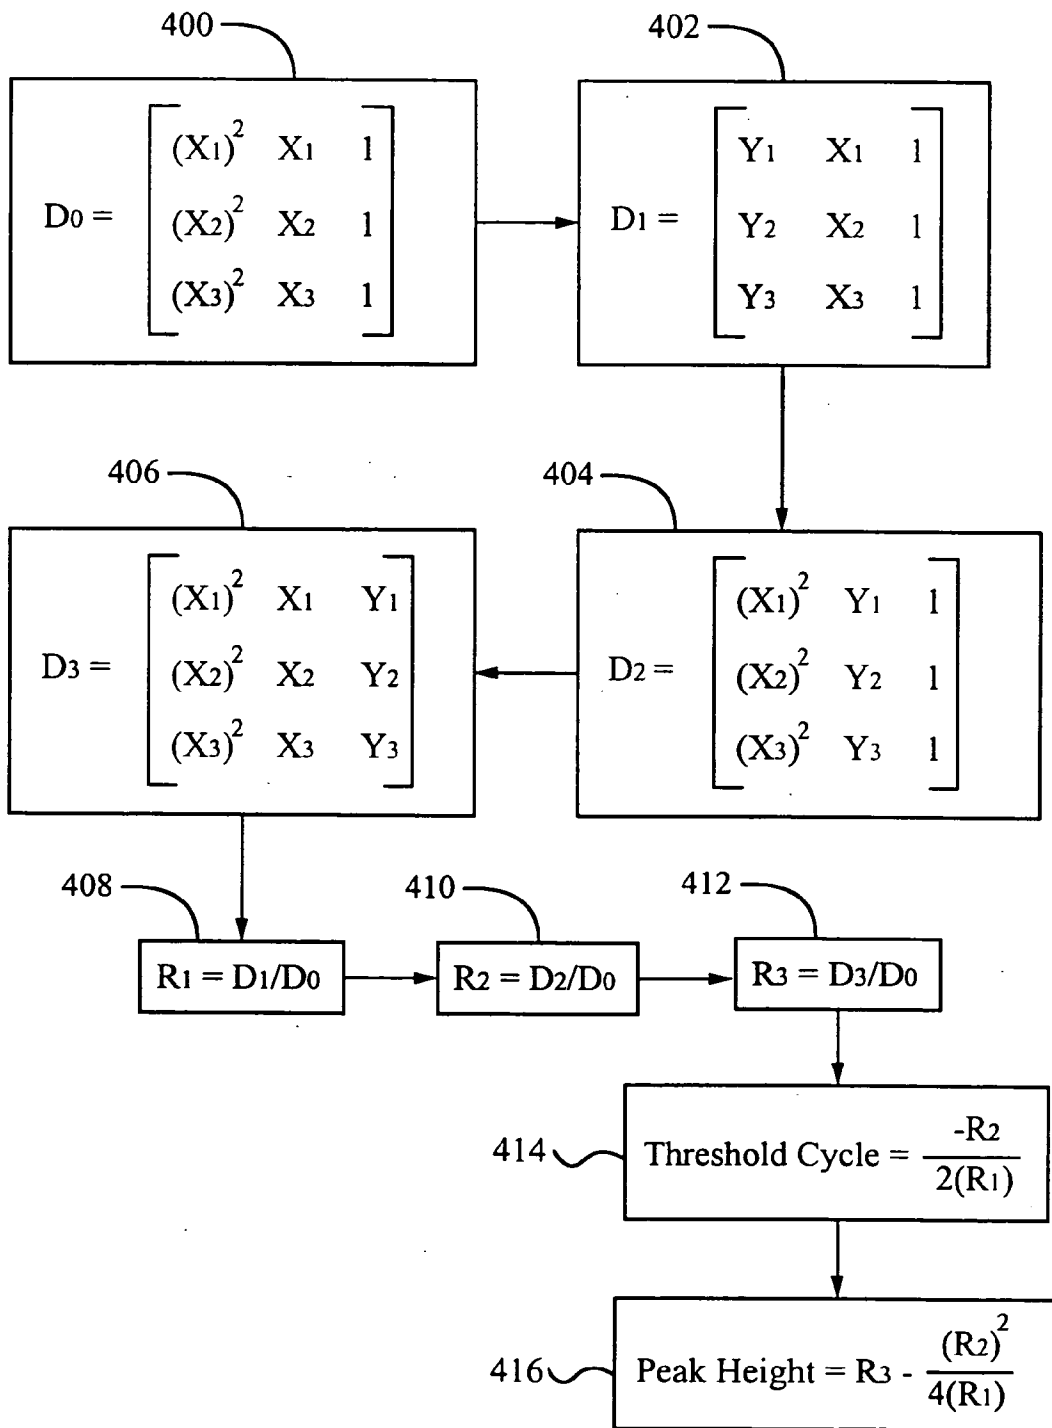 400
402
(X1)² X1 1
D0 = (X2)² X2 1
(X3)² X3 1
Y1 X1 1
D1 = Y2 X2 1
Y3 X3 1
406
404
(X1)² X1 Y1
D3 = (X2)² X2 Y2
(X3)² X3 Y3
(X1)² Y1 1
D2 = (X2)² Y2 1
(X3)² Y3 1
408
410
412
R1 = D1/D0
R2 = D2/D0
R3 = D3/D0
414
Threshold Cycle = -R2 / 2(R1)
416
Peak Height = R3 - (R2)² / 4(R1)